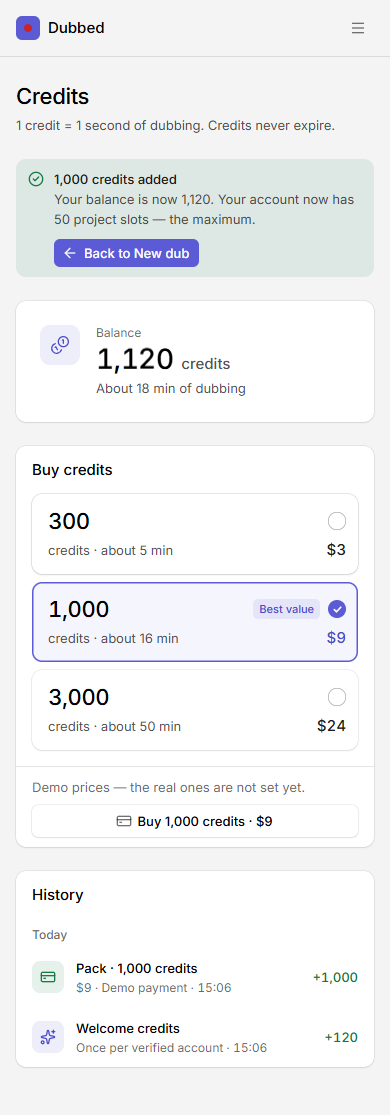 Dubbed
Credits
1 credit = 1 second of dubbing. Credits never expire.
1,000 credits added
Your balance is now 1,120. Your account now has
50 project slots — the maximum.
Back to New dub
Balance
1,120 credits
About 18 min of dubbing
Buy credits
300
credits · about 5 min
$3
1,000
Best value
credits · about 16 min
$9
3,000
credits · about 50 min
$24
Demo prices — the real ones are not set yet.
Buy 1,000 credits · $9
History
Today
Pack · 1,000 credits
$9 · Demo payment · 15:06
+1,000
Welcome credits
Once per verified account · 15:06
+120